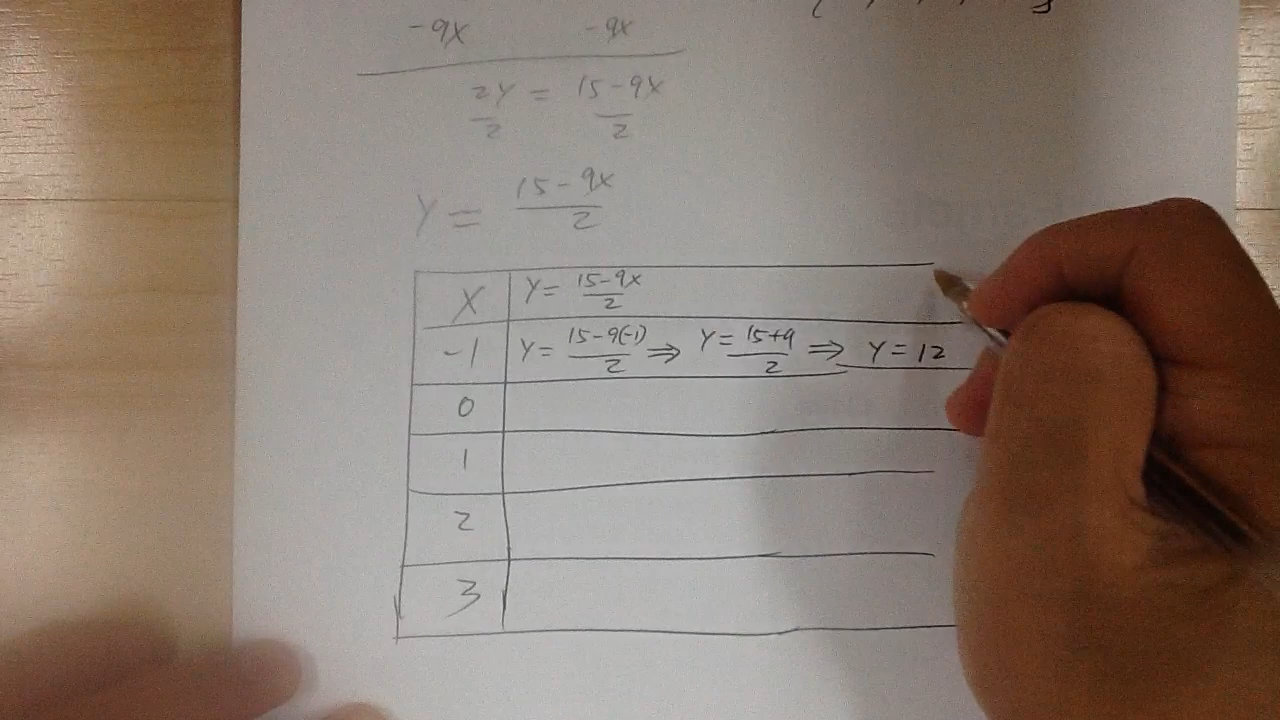 -9x -9x
2Y = 15-9x
2 2
Y = 15-9x
2
X Y = 15-9x
2
-1 Y = 15-9(-1) ⇒ Y = 15+9 ⇒ Y = 12
2 2
0
1
2
3